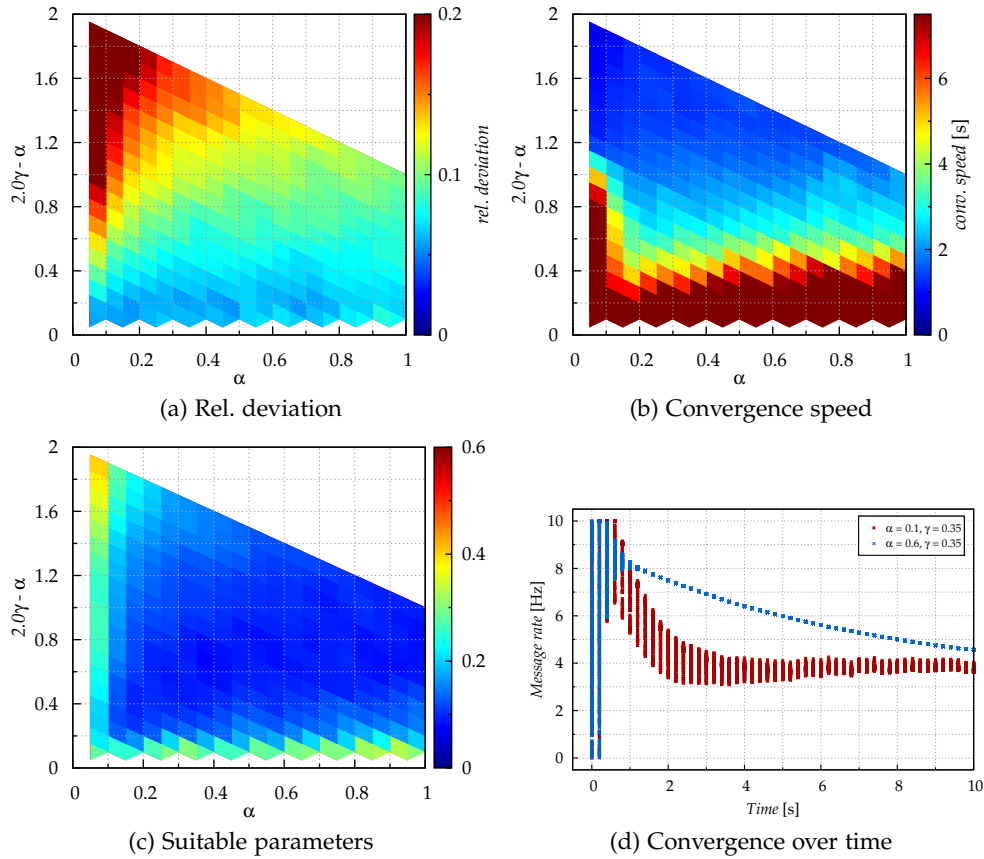 2
1.6
1.2
0.8
0.4
0
0 0.2 0.4 0.6 0.8 1
2.0γ - α
α
0.2
0.1
0
rel. deviation
(a) Rel. deviation
2
1.6
1.2
0.8
0.4
0
0 0.2 0.4 0.6 0.8 1
2.0γ - α
α
6
4
2
0
conv. speed [s]
(b) Convergence speed
2
1.6
1.2
0.8
0.4
0
0 0.2 0.4 0.6 0.8 1
2.0γ - α
α
0.6
0.4
0.2
0
(c) Suitable parameters
10
8
6
4
2
0
0 2 4 6 8 10
Message rate [Hz]
Time [s]
α = 0.1, γ = 0.35
α = 0.6, γ = 0.35
(d) Convergence over time